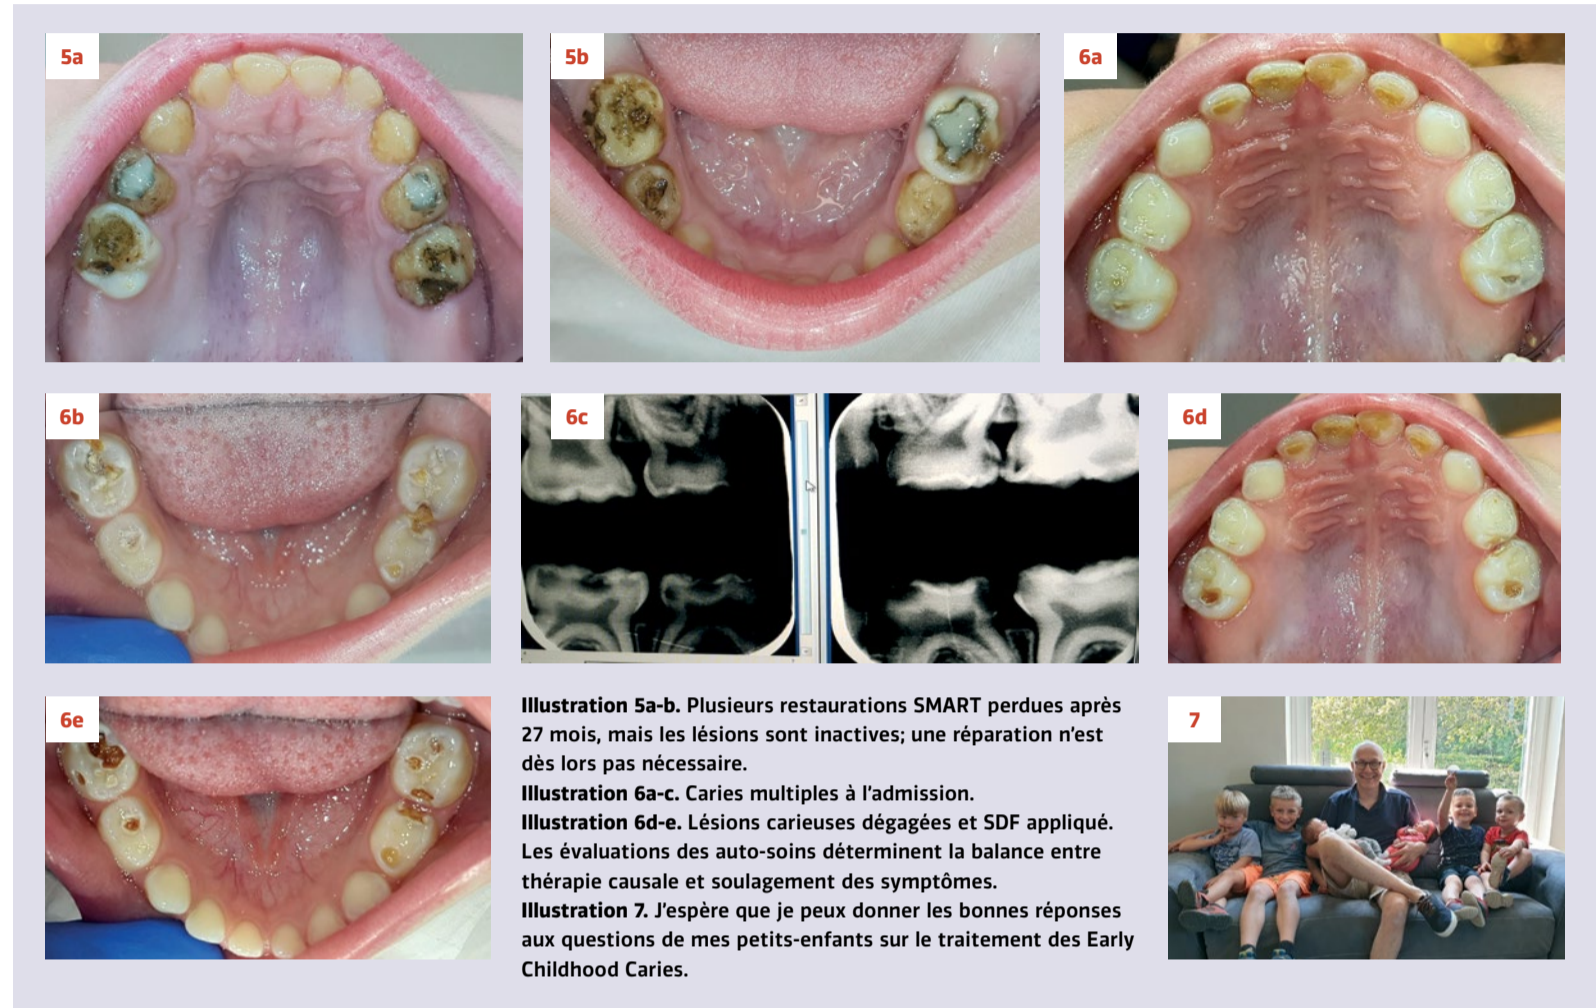 5a
5b
6a
6b
6c
6d
6e
Illustration 5a-b. Plusieurs restaurations SMART perdues après
27 mois, mais les lésions sont inactives; une réparation n’est
dès lors pas nécessaire.
Illustration 6a-c. Caries multiples à l’admission.
Illustration 6d-e. Lésions carieuses dégagées et SDF appliqué.
Les évaluations des auto-soins déterminent la balance entre
thérapie causale et soulagement des symptômes.
Illustration 7. J’espère que je peux donner les bonnes réponses
aux questions de mes petits-enfants sur le traitement des Early
Childhood Caries.
7